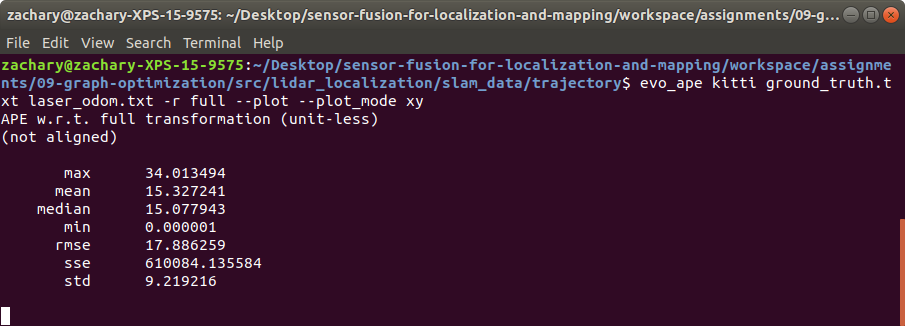 zachary@zachary-XPS-15-9575: ~/Desktop/sensor-fusion-for-localization-and-mapping/workspace/assignments/09-g...
File Edit View Search Terminal Help
zachary@zachary-XPS-15-9575:~/Desktop/sensor-fusion-for-localization-and-mapping/workspace/assignme
nts/09-graph-optimization/src/lidar_localization/slam_data/trajectory$ evo_ape kitti ground_truth.t
xt laser_odom.txt -r full --plot --plot_mode xy
APE w.r.t. full transformation (unit-less)
(not aligned)
max 34.013494
mean 15.327241
median 15.077943
min 0.000001
rmse 17.886259
sse 610084.135584
std 9.219216